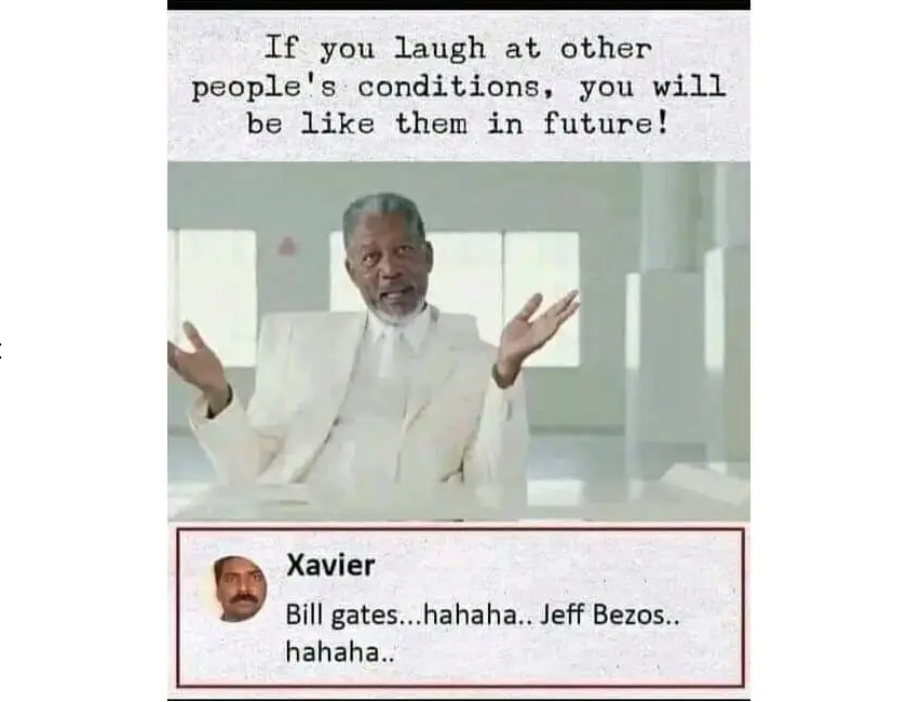 If you laugh at other
people's conditions, you will
be like them in future!
Xavier
Bill gates...hahaha.. Jeff Bezos..
hahaha..